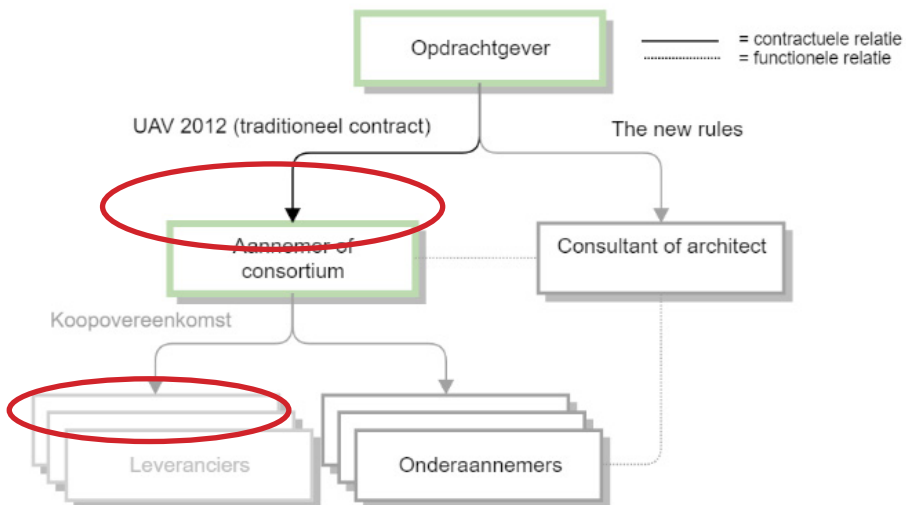 Opdrachtgever
= contractuele relatie
= functionele relatie
UAV 2012 (traditioneel contract)
The new rules
Aannemer of
consortium
Consultant of architect
Koopovereenkomst
Leveranciers
Onderaannemers